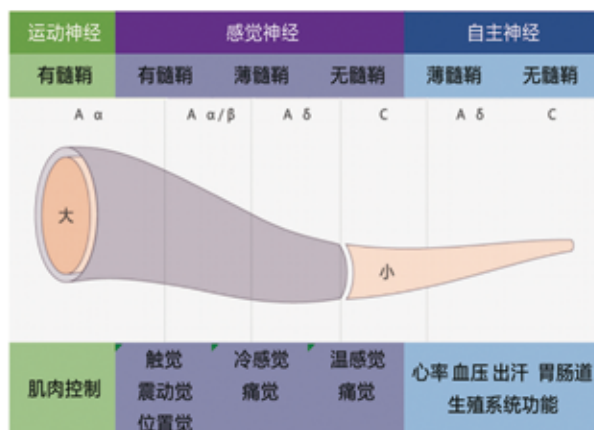 运动神经 感觉神经 自主神经
有髓鞘 有髓鞘 薄髓鞘 无髓鞘 薄髓鞘 无髓鞘
A α A α/β A δ C A δ C
大
小
肌肉控制
触觉
震动觉
位置觉
冷感觉
痛觉
温感觉
痛觉
心率 血压 出汗 胃肠道
生殖系统功能